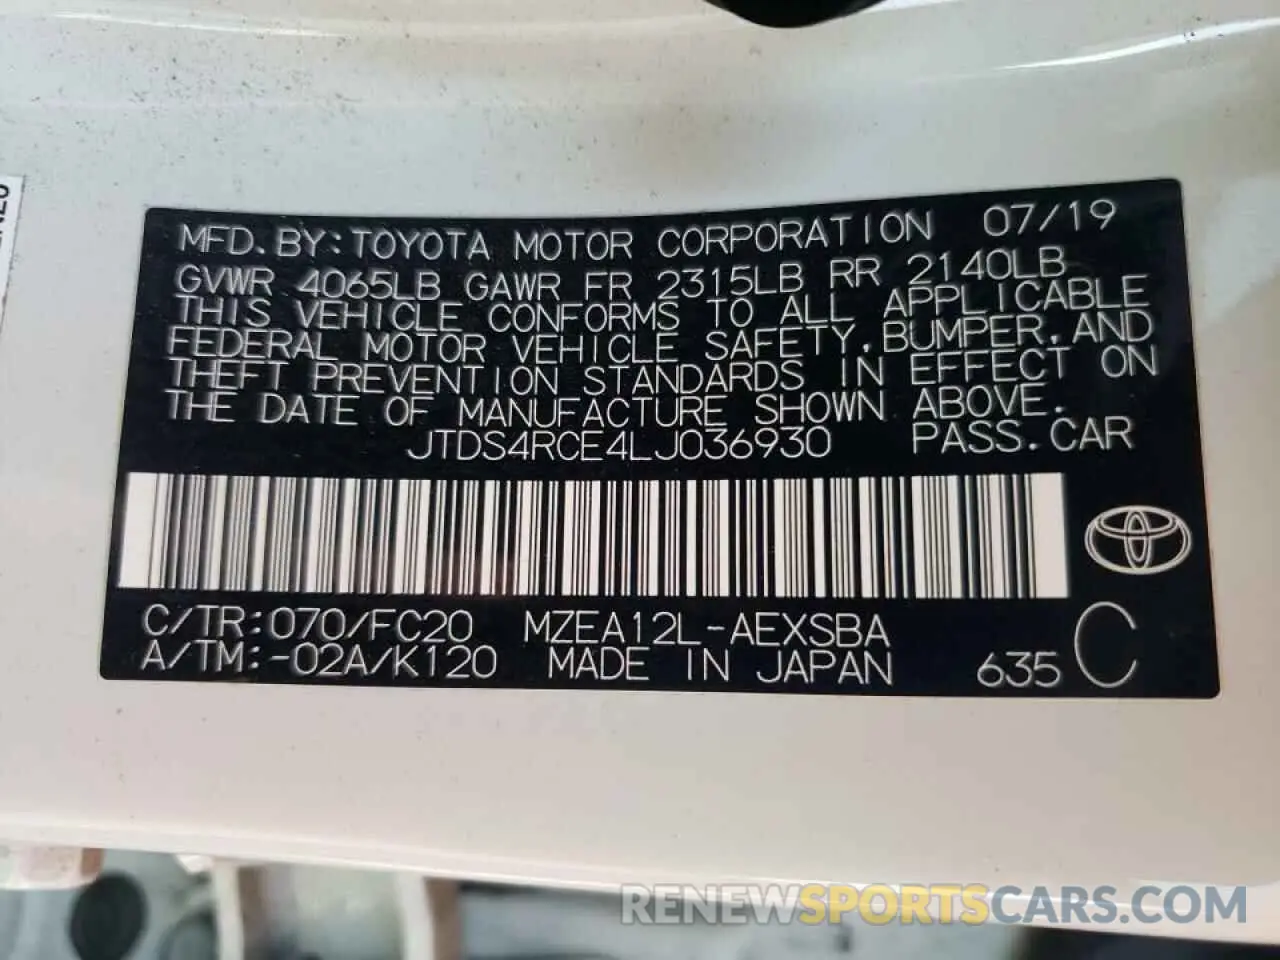 MFD. BY: TOYOTA MOTOR CORPORATION 07/19
GVWR 4065LB GAWR FR 2315LB RR 2140LB
THIS VEHICLE CONFORMS TO ALL APPLICABLE
FEDERAL MOTOR VEHICLE SAFETY, BUMPER, AND
THEFT PREVENTION STANDARDS IN EFFECT ON
THE DATE OF MANUFACTURE SHOWN ABOVE.
JTDS4RCE4LJ036930 PASS. CAR
C/TR: 070/FC20 MZEA12L-AEXSBA
A/TM: -02A/K120 MADE IN JAPAN 635 C
RENEWSPORTSCARS.COM